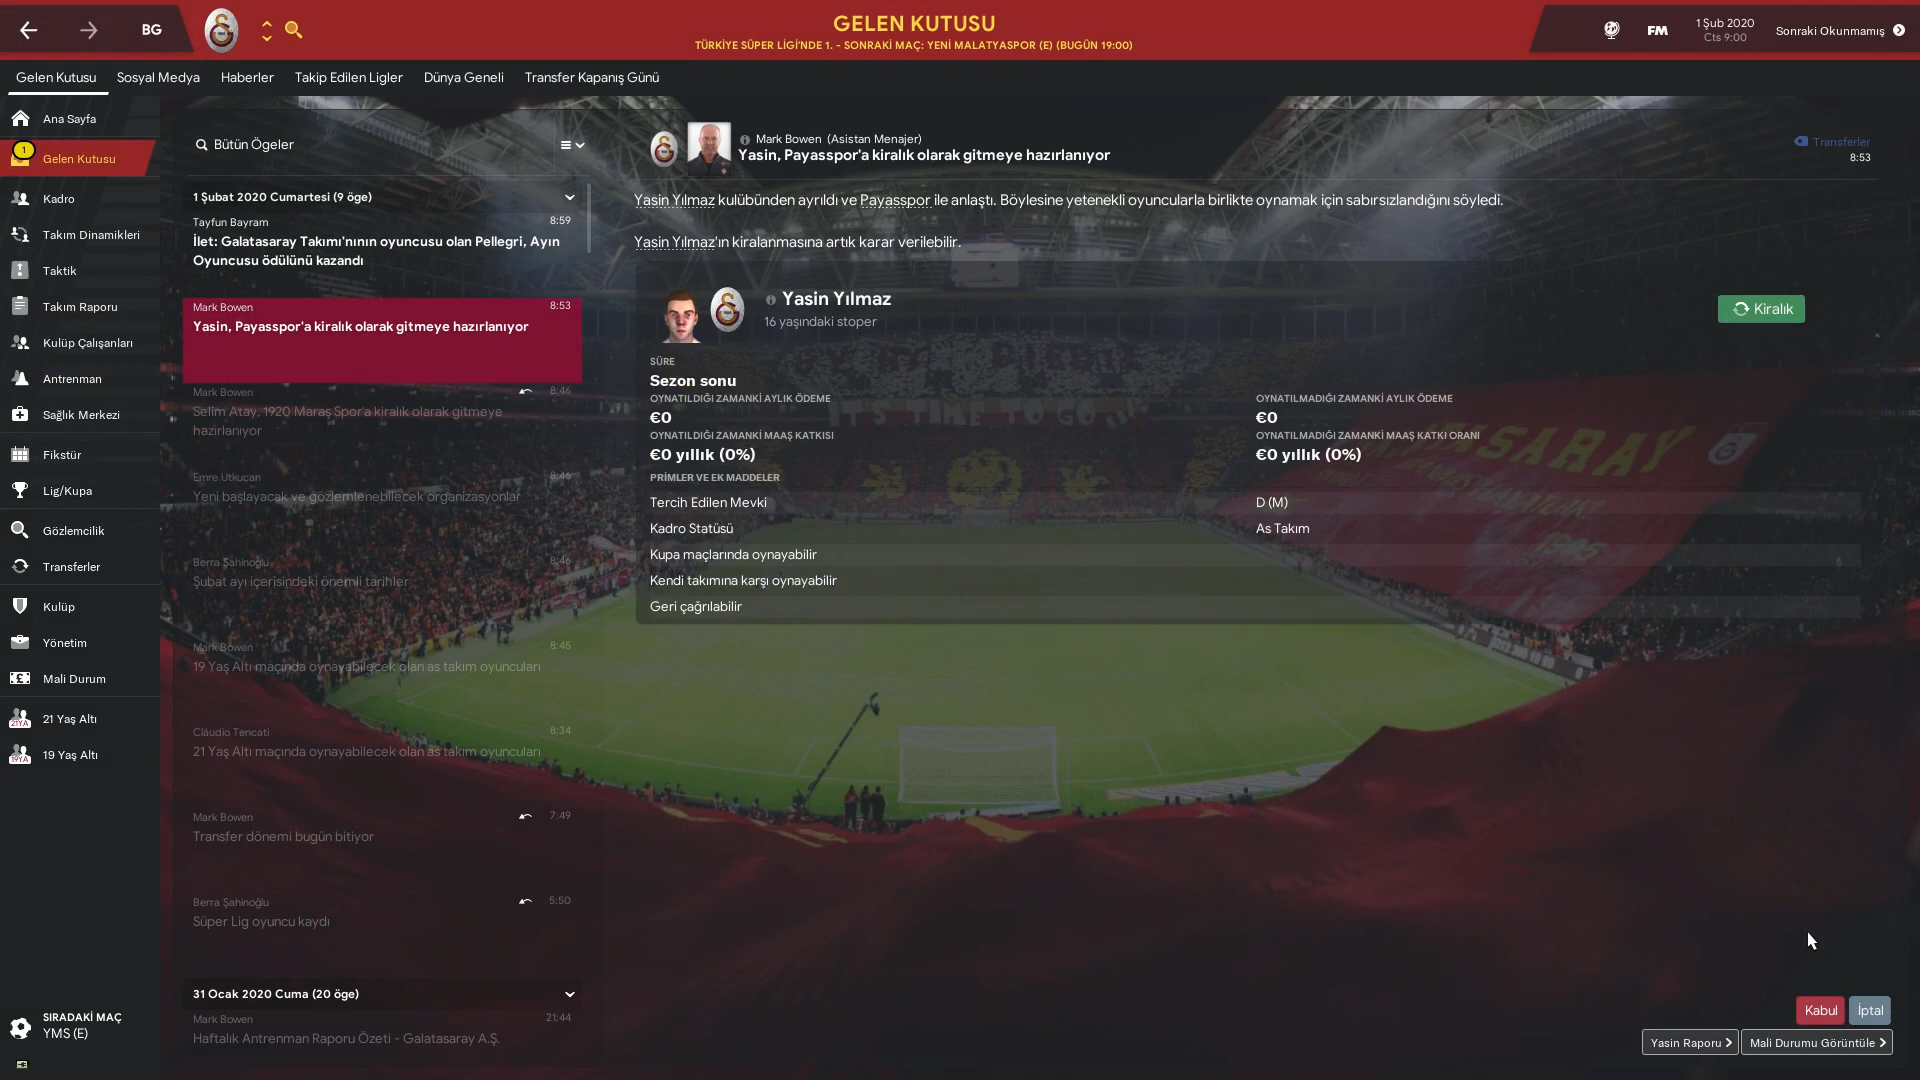 BG
GELEN KUTUSU
TÜRKİYE SÜPER LİGİ'NDE 1. - SONRAKİ MAÇ: YENİ MALATYASPOR (E) (BUGÜN 19:00)
FM
1 Şub 2020
Cts 9:00
Sonraki Okunmamış
Gelen Kutusu
Sosyal Medya
Haberler
Takip Edilen Ligler
Dünya Geneli
Transfer Kapanış Günü
Ana Sayfa
1
Gelen Kutusu
Kadro
Takım Dinamikleri
Taktik
Takım Raporu
Kulüp Çalışanları
Antrenman
Sağlık Merkezi
Fikstür
Lig/Kupa
Gözlemcilik
Transferler
Kulüp
Yönetim
Mali Durum
21YA
21 Yaş Altı
19YA
19 Yaş Altı
SIRADAKİ MAÇ
YMS (E)
Bütün Ögeler
1 Şubat 2020 Cumartesi (9 öge)
Tayfun Bayram 8:59
İlet: Galatasaray Takımı'nının oyuncusu olan Pellegri, Ayın
Oyuncusu ödülünü kazandı
Mark Bowen 8:53
Yasin, Payasspor'a kiralık olarak gitmeye hazırlanıyor
Mark Bowen 8:46
Selim Atay, 1920 Maraş Spor'a kiralık olarak gitmeye
hazırlanıyor
Emre Utkucan 8:46
Yeni başlayacak ve gözlemlenebilecek organizasyonlar
Berra Şahinoğlu 8:46
Şubat ayı içerisindeki önemli tarihler
Mark Bowen 8:45
19 Yaş Altı maçında oynayabilecek olan as takım oyuncuları
Cláudio Tencati 8:34
21 Yaş Altı maçında oynayabilecek olan as takım oyuncuları
Mark Bowen 7:49
Transfer dönemi bugün bitiyor
Berra Şahinoğlu 5:50
Süper Lig oyuncu kaydı
31 Ocak 2020 Cuma (20 öge)
Mark Bowen 21:44
Haftalık Antrenman Raporu Özeti - Galatasaray A.Ş.
Mark Bowen (Asistan Menajer)
Yasin, Payasspor'a kiralık olarak gitmeye hazırlanıyor
Transferler
8:53
Yasin Yılmaz kulübünden ayrıldı ve Payasspor ile anlaştı. Böylesine yetenekli oyuncularla birlikte oynamak için sabırsızlandığını söyledi.
Yasin Yılmaz'ın kiralanmasına artık karar verilebilir.
Yasin Yılmaz
16 yaşındaki stoper
Kiralık
SÜRE
Sezon sonu
OYNATILDIĞI ZAMANKİ AYLIK ÖDEME
OYNATILMADIĞI ZAMANKİ AYLIK ÖDEME
€0
€0
OYNATILDIĞI ZAMANKİ MAAŞ KATKISI
OYNATILMADIĞI ZAMANKİ MAAŞ KATKI ORANI
€0 yıllık (0%)
€0 yıllık (0%)
PRİMLER VE EK MADDELER
Tercih Edilen Mevki
D (M)
Kadro Statüsü
As Takım
Kupa maçlarında oynayabilir
Kendi takımına karşı oynayabilir
Geri çağrılabilir
Kabul
İptal
Yasin Raporu
Mali Durumu Görüntüle